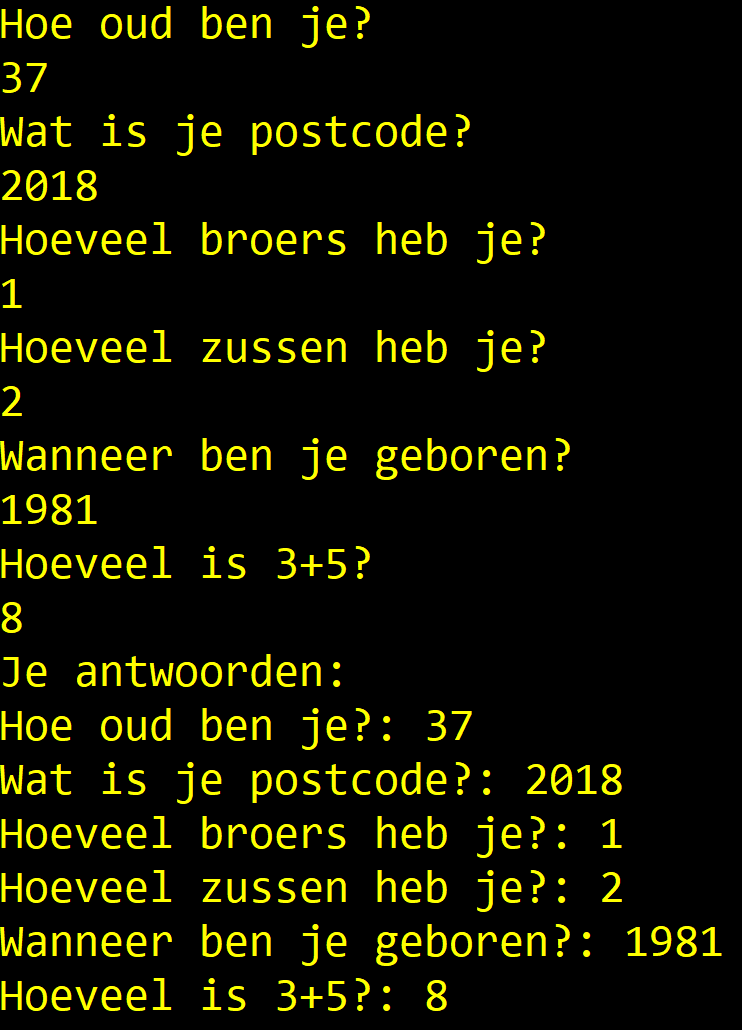 Hoe oud ben je?
37
Wat is je postcode?
2018
Hoeveel broers heb je?
1
Hoeveel zussen heb je?
2
Wanneer ben je geboren?
1981
Hoeveel is 3+5?
8
Je antwoorden:
Hoe oud ben je?: 37
Wat is je postcode?: 2018
Hoeveel broers heb je?: 1
Hoeveel zussen heb je?: 2
Wanneer ben je geboren?: 1981
Hoeveel is 3+5?: 8